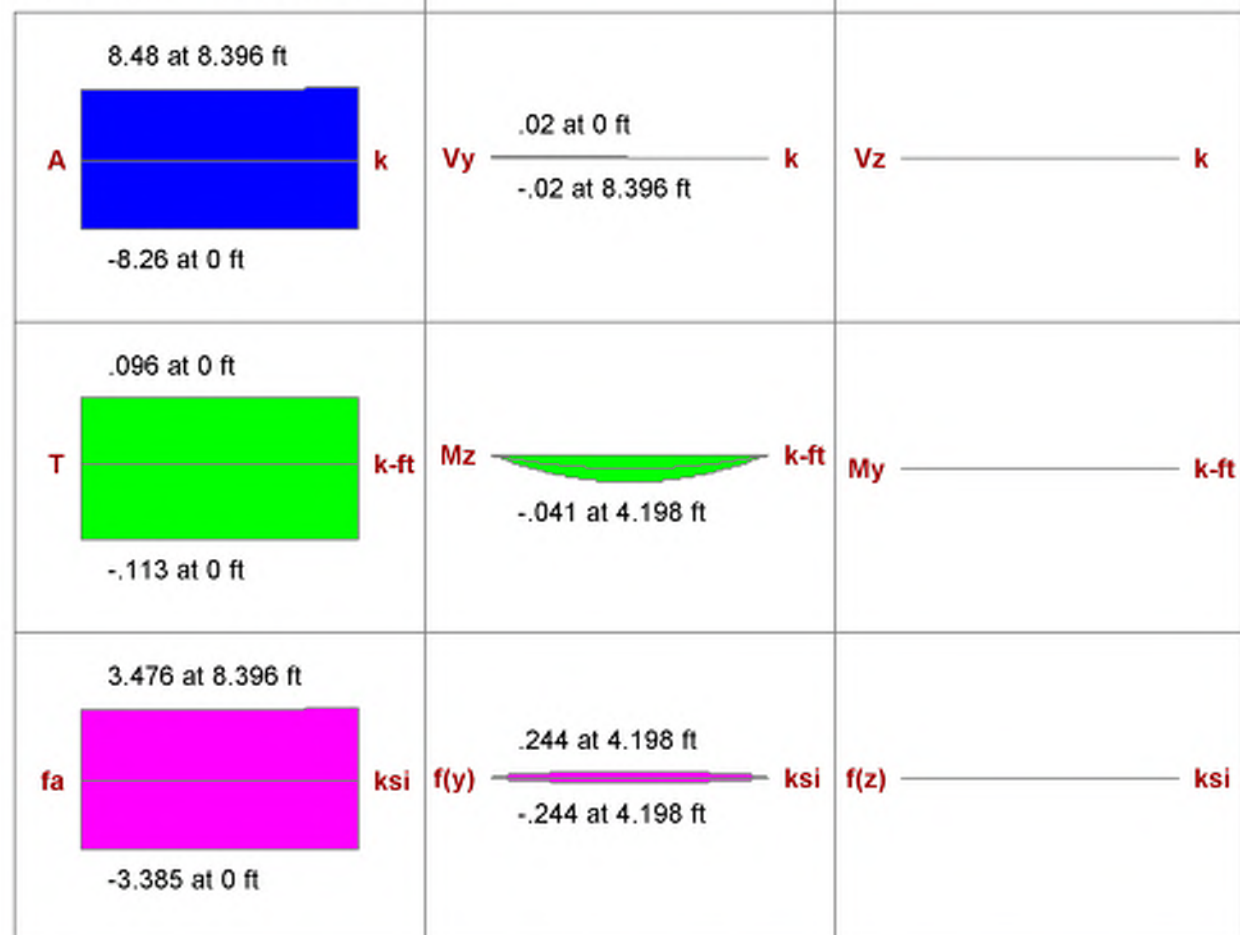 8.48 at 8.396 ft
A k
-8.26 at 0 ft
.02 at 0 ft
Vy k
-.02 at 8.396 ft
Vz k
.096 at 0 ft
T k-ft
-.113 at 0 ft
Mz k-ft
-.041 at 4.198 ft
My k-ft
3.476 at 8.396 ft
fa ksi
-3.385 at 0 ft
.244 at 4.198 ft
f(y) ksi
-.244 at 4.198 ft
f(z) ksi